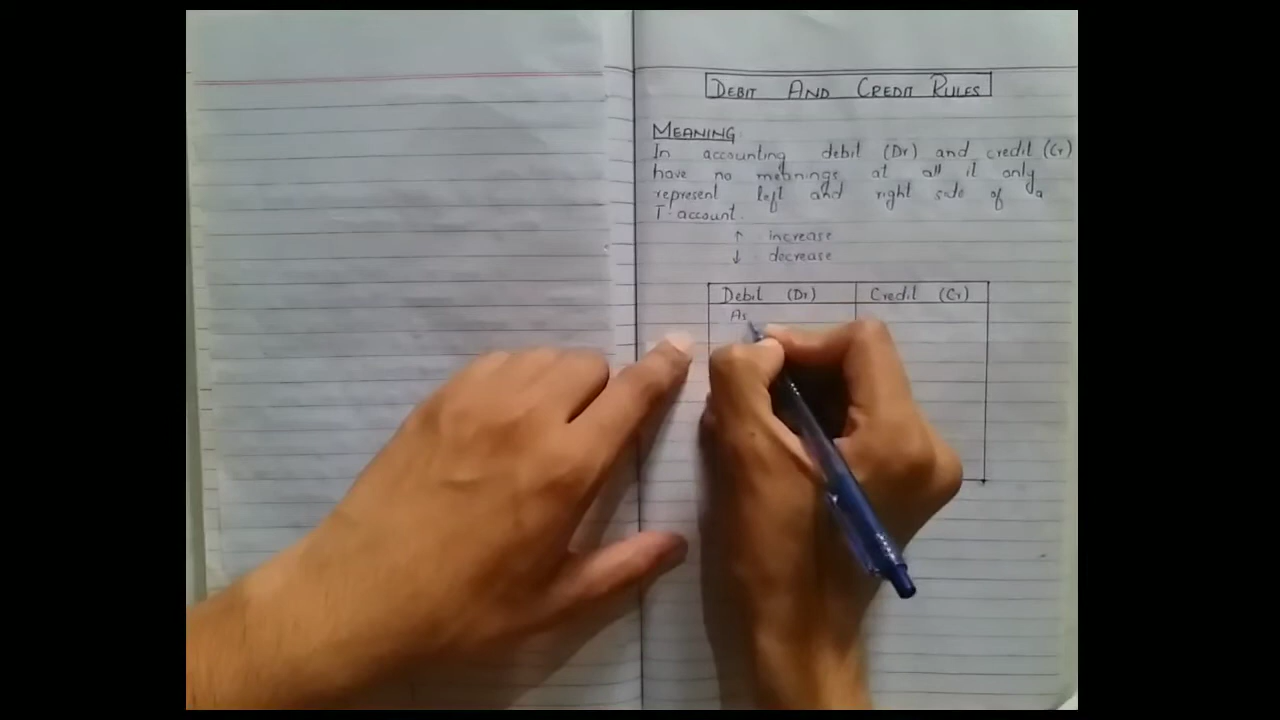 DEBIT AND CREDIT RULES
MEANING
In accounting debit (Dr) and credit (Cr)
have no meanings at all it only
represent left and right side of a
T-account.
↑ increase
↓ decrease
Debit (Dr) Credit (Cr)
As